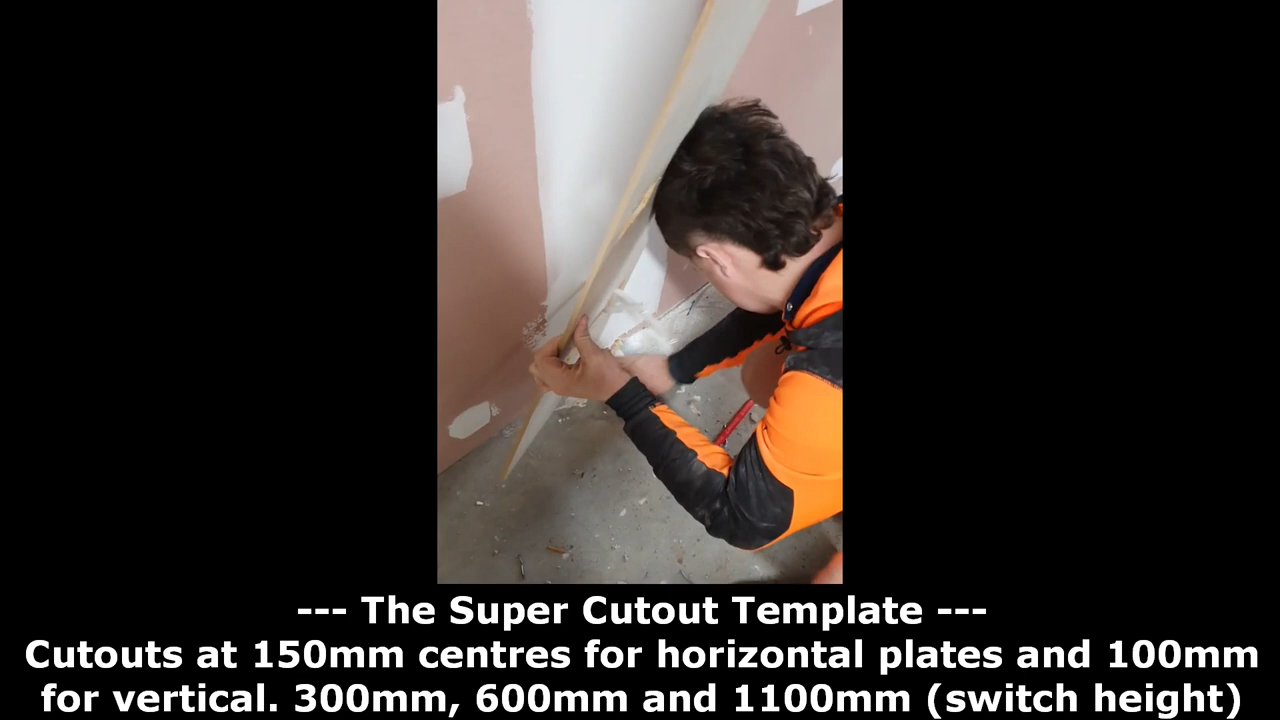 --- The Super Cutout Template ---
Cutouts at 150mm centres for horizontal plates and 100mm
for vertical. 300mm, 600mm and 1100mm (switch height)